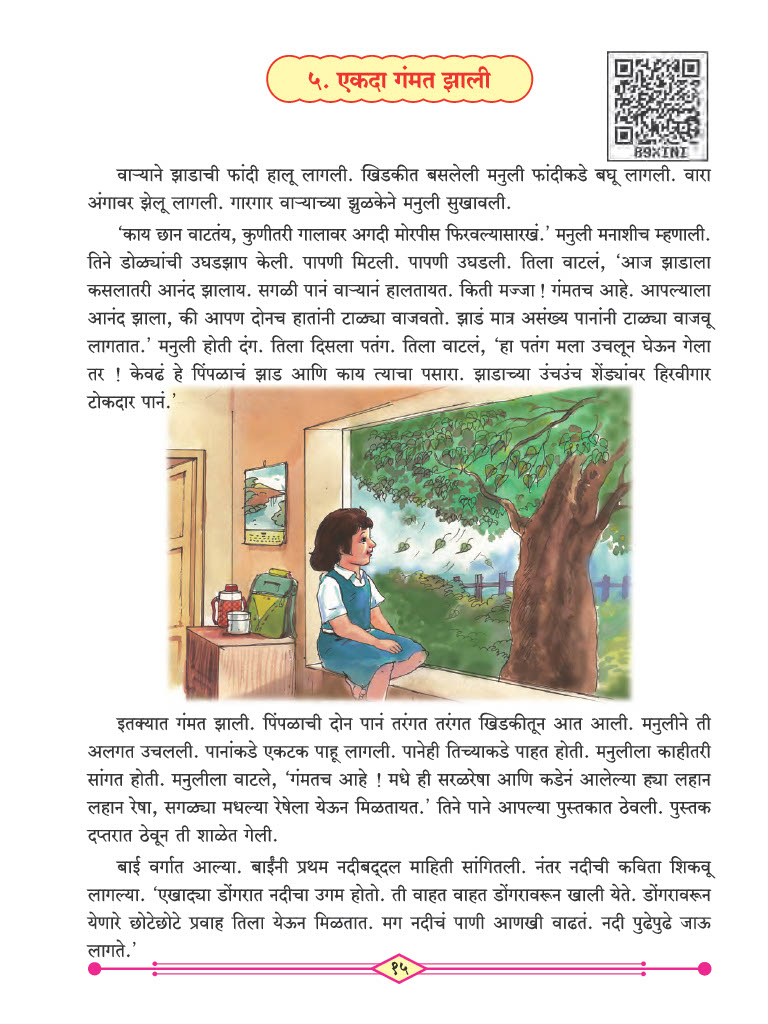 ५. एकदा गंमत झाली
B9XINI
वाऱ्याने झाडाची फांदी हालू लागली. खिडकीत बसलेली मनुली फांदीकडे बघू लागली. वारा
अंगावर झेलू लागली. गारगार वाऱ्याच्या झुळकेने मनुली सुखावली.
‘काय छान वाटतंय, कुणीतरी गालावर अगदी मोरपीस फिरवल्यासारखं.’ मनुली मनाशीच म्हणाली.
तिने डोळ्यांची उघडझाप केली. पापणी मिटली. पापणी उघडली. तिला वाटलं, ‘आज झाडाला
कसलातरी आनंद झालाय. सगळी पानं वाऱ्यानं हालतायत. किती मज्जा ! गंमतच आहे. आपल्याला
आनंद झाला, की आपण दोनच हातांनी टाळ्या वाजवतो. झाडं मात्र असंख्य पानांनी टाळ्या वाजवू
लागतात.’ मनुली होती दंग. तिला दिसला पतंग. तिला वाटलं, ‘हा पतंग मला उचलून घेऊन गेला
तर ! केवढं हे पिंपळाचं झाड आणि काय त्याचा पसारा. झाडाच्या उंचउंच शेंड्यांवर हिरवीगार
टोकदार पानं.’
इतक्यात गंमत झाली. पिंपळाची दोन पानं तरंगत तरंगत खिडकीतून आत आली. मनुलीने ती
अलगत उचलली. पानांकडे एकटक पाहू लागली. पानेही तिच्याकडे पाहत होती. मनुलीला काहीतरी
सांगत होती. मनुलीला वाटले, ‘गंमतच आहे ! मधे ही सरळरेषा आणि कडेनं आलेल्या ह्या लहान
लहान रेषा, सगळ्या मधल्या रेषेला येऊन मिळतायत.’ तिने पाने आपल्या पुस्तकात ठेवली. पुस्तक
दप्तरात ठेवून ती शाळेत गेली.
बाई वर्गात आल्या. बाईंनी प्रथम नदीबद्दल माहिती सांगितली. नंतर नदीची कविता शिकवू
लागल्या. ‘एखाद्या डोंगरात नदीचा उगम होतो. ती वाहत वाहत डोंगरावरून खाली येते. डोंगरावरून
येणारे छोटेछोटे प्रवाह तिला येऊन मिळतात. मग नदीचं पाणी आणखी वाढतं. नदी पुढेपुढे जाऊ
लागते.’
१५